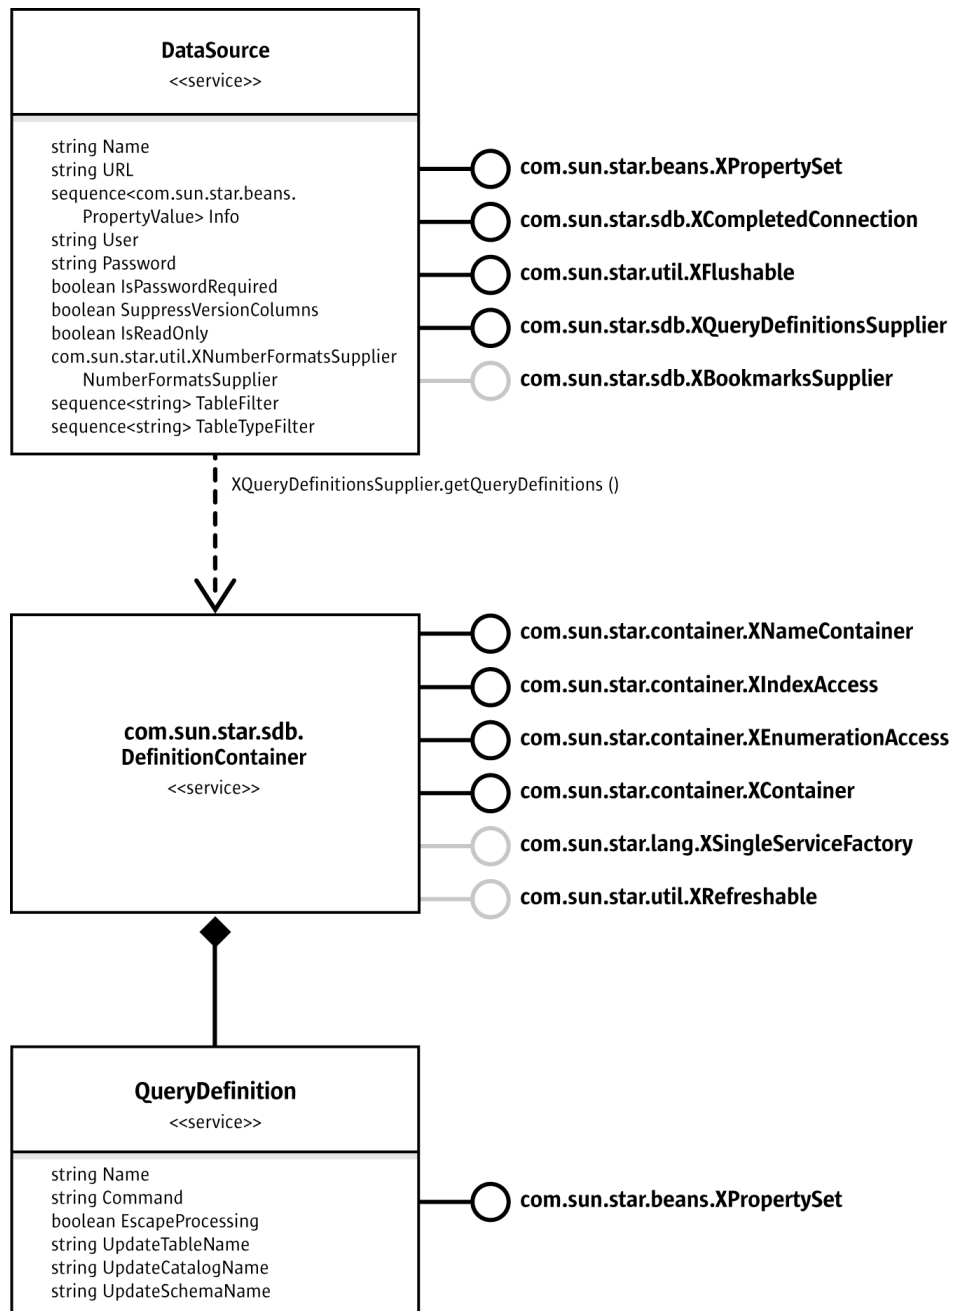 DataSource
<<service>>
string Name
string URL
sequence<com.sun.star.beans.
PropertyValue> Info
string User
string Password
boolean IsPasswordRequired
boolean SuppressVersionColumns
boolean IsReadOnly
com.sun.star.util.XNumberFormatsSupplier
NumberFormatsSupplier
sequence<string> TableFilter
sequence<string> TableTypeFilter
com.sun.star.beans.XPropertySet
com.sun.star.sdb.XCompletedConnection
com.sun.star.util.XFlushable
com.sun.star.sdb.XQueryDefinitionsSupplier
com.sun.star.sdb.XBookmarksSupplier
XQueryDefinitionsSupplier.getQueryDefinitions ()
com.sun.star.sdb.
DefinitionContainer
<<service>>
com.sun.star.container.XNameContainer
com.sun.star.container.XIndexAccess
com.sun.star.container.XEnumerationAccess
com.sun.star.container.XContainer
com.sun.star.lang.XSingleServiceFactory
com.sun.star.util.XRefreshable
QueryDefinition
<<service>>
string Name
string Command
boolean EscapeProcessing
string UpdateTableName
string UpdateCatalogName
string UpdateSchemaName
com.sun.star.beans.XPropertySet